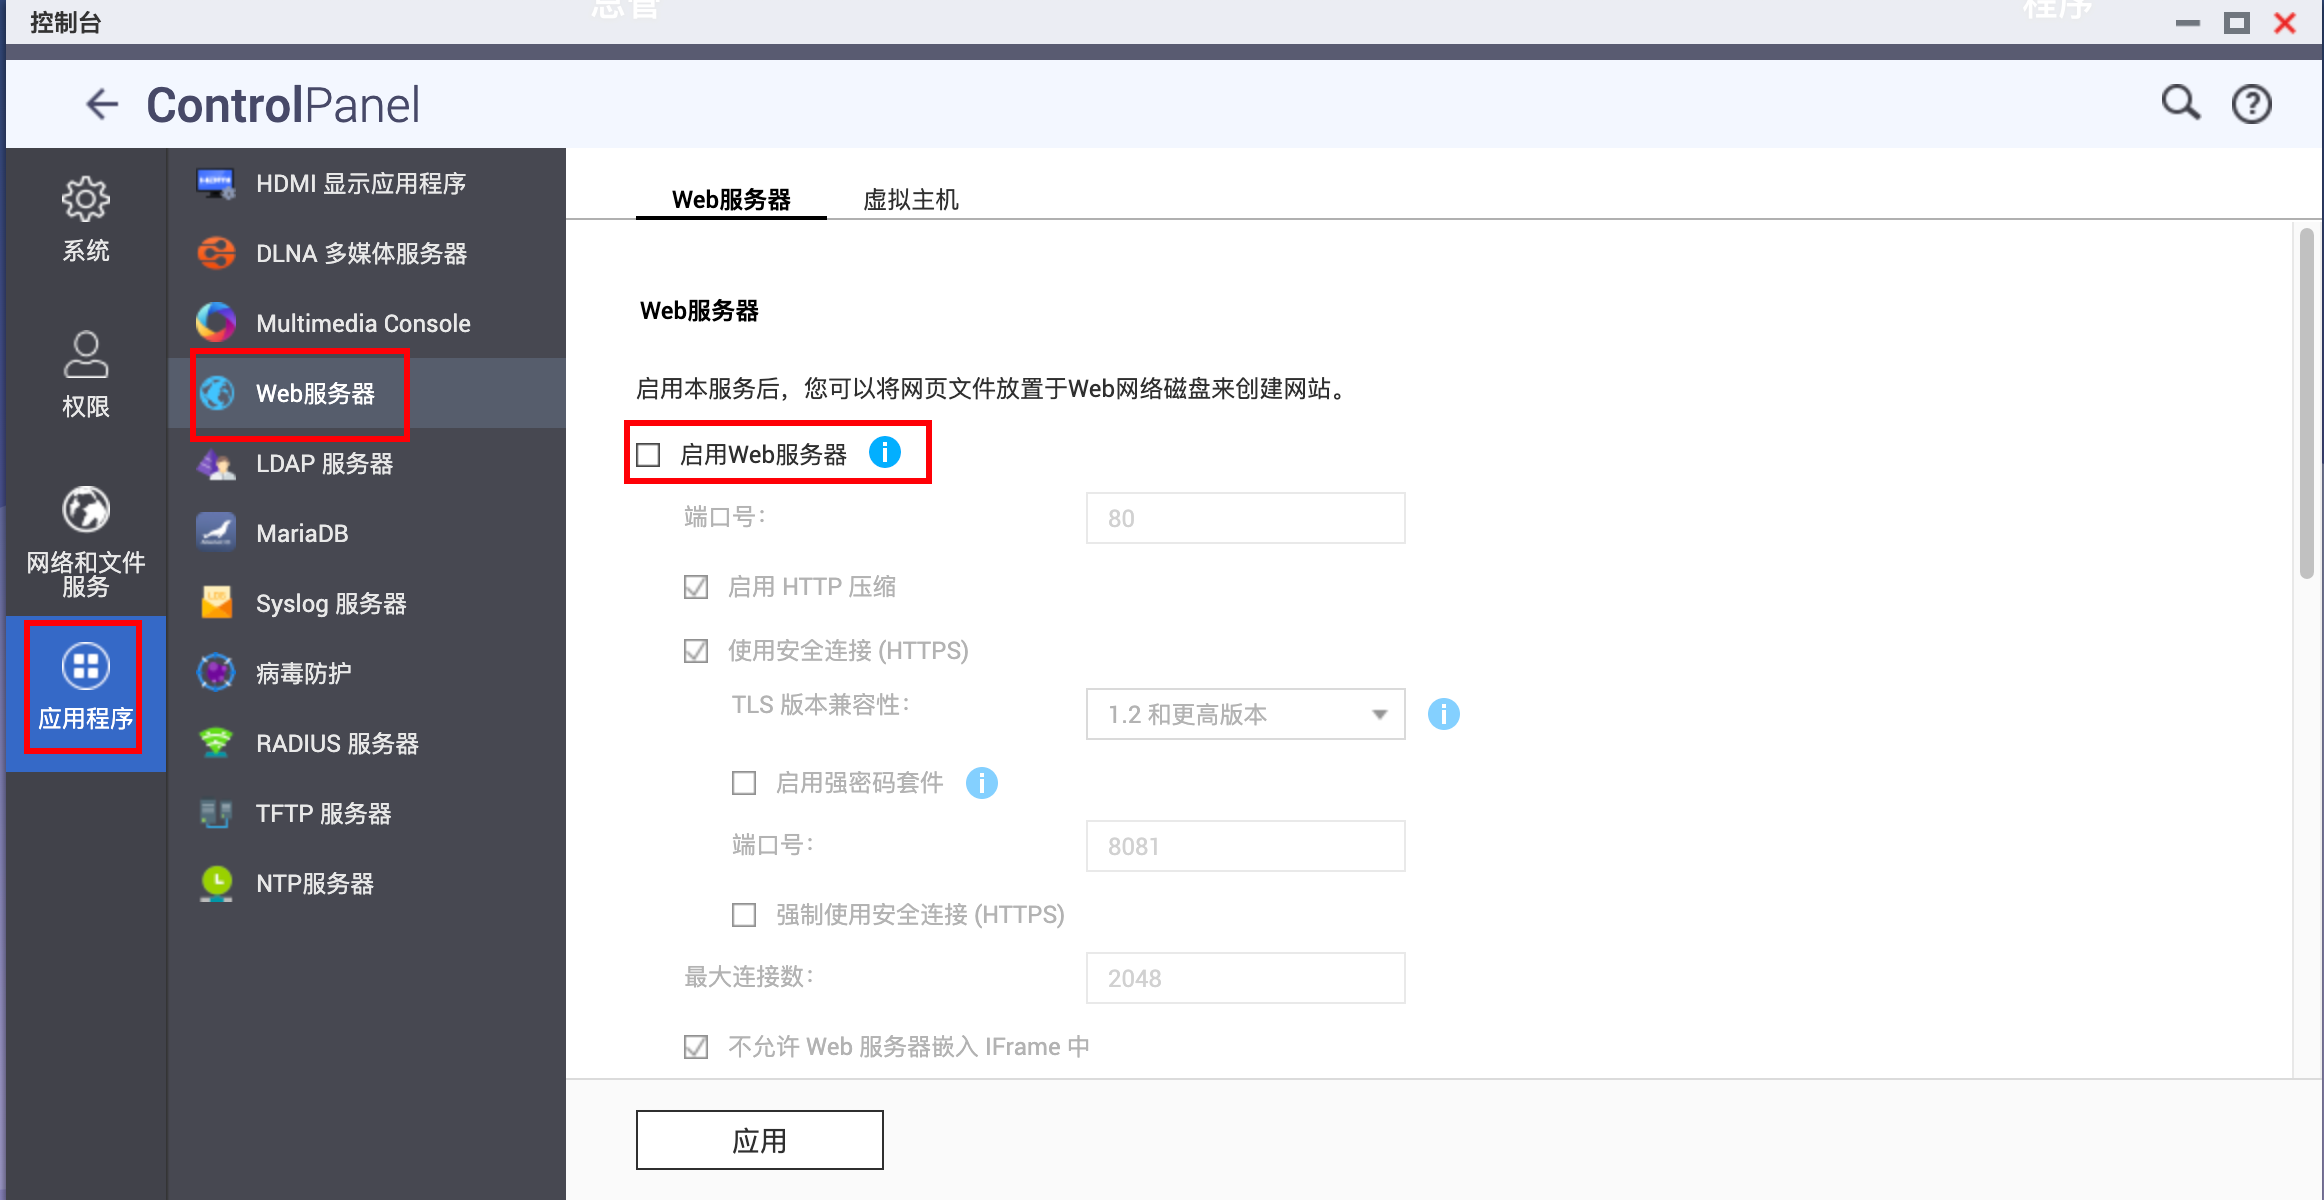 控制台
ControlPanel
系统
权限
网络和文件
服务
应用程序
HDMI 显示应用程序
DLNA 多媒体服务器
Multimedia Console
Web服务器
LDAP 服务器
MariaDB
Syslog 服务器
病毒防护
RADIUS 服务器
TFTP 服务器
NTP服务器
Web服务器 虚拟主机
Web服务器
启用本服务后，您可以将网页文件放置于Web网络磁盘来创建网站。
启用Web服务器
端口号： 80
启用 HTTP 压缩
使用安全连接 (HTTPS)
TLS 版本兼容性： 1.2 和更高版本
启用强密码套件
端口号： 8081
强制使用安全连接 (HTTPS)
最大连接数： 2048
不允许 Web 服务器嵌入 IFrame 中
应用